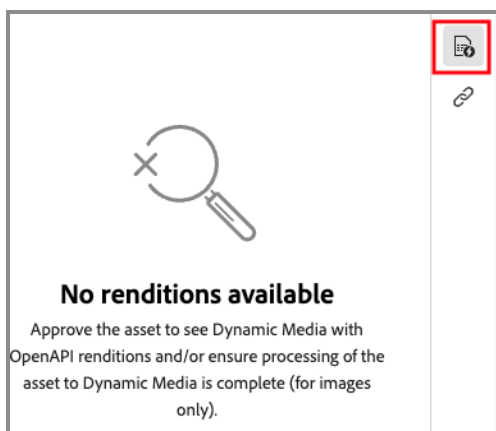 No renditions available
Approve the asset to see Dynamic Media with
OpenAPI renditions and/or ensure processing of the
asset to Dynamic Media is complete (for images
only).